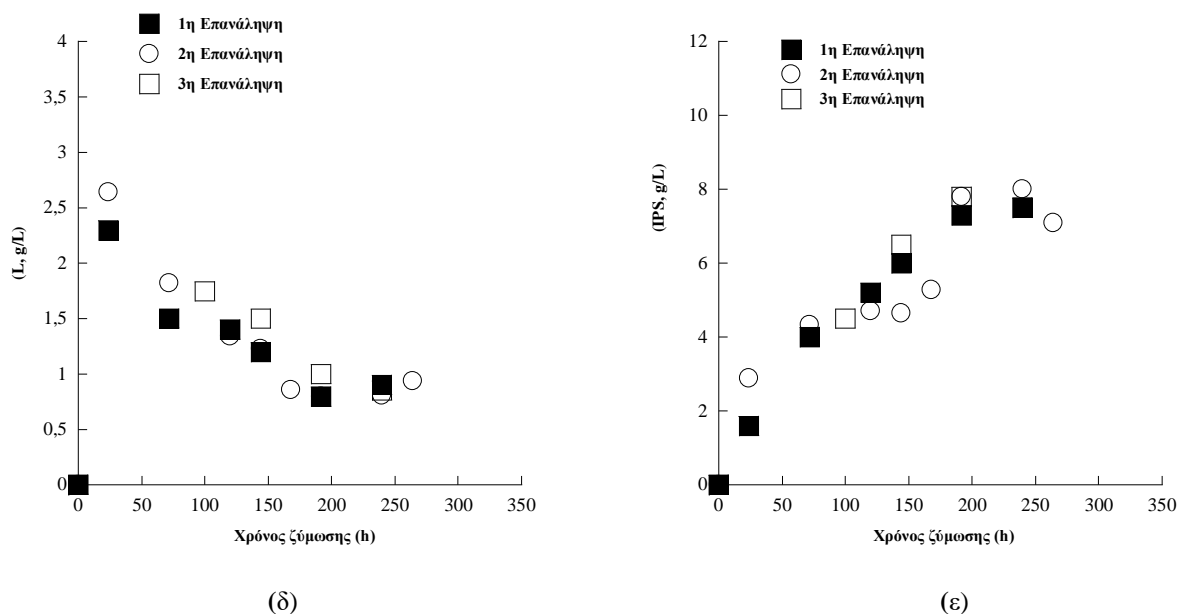 1η Επανάληψη
2η Επανάληψη
3η Επανάληψη
4
3,5
3
2,5
2
1,5
1
0,5
0
(L, g/L)
0 50 100 150 200 250 300 350
Χρόνος ζύμωσης (h)
(δ)
1η Επανάληψη
2η Επανάληψη
3η Επανάληψη
12
10
8
6
4
2
0
(IPS, g/L)
0 50 100 150 200 250 300 350
Χρόνος ζύμωσης (h)
(ε)